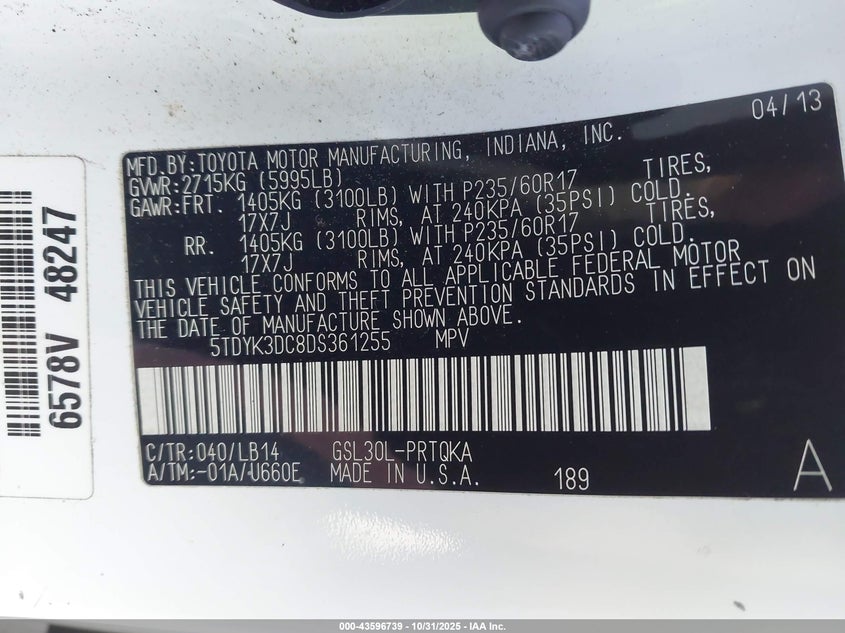 04/13
MFD.BY:TOYOTA MOTOR MANUFACTURING, INDIANA, INC.
GVWR:2715KG (5995LB)
GAWR:FRT. 1405KG (3100LB) WITH P235/60R17 TIRES,
17X7J RIMS, AT 240KPA (35PSI) COLD.
RR. 1405KG (3100LB) WITH P235/60R17 TIRES,
17X7J RIMS, AT 240KPA (35PSI) COLD.
THIS VEHICLE CONFORMS TO ALL APPLICABLE FEDERAL MOTOR
VEHICLE SAFETY AND THEFT PREVENTION STANDARDS IN EFFECT ON
THE DATE OF MANUFACTURE SHOWN ABOVE.
5TDYK3DC8DS361255 MPV
C/TR:040/LB14 GSL30L-PRTQKA
A/TM:-01A/U660E MADE IN U.S.A. 189 A
6578V 48247
000-43596739 - 10/31/2025 - IAA Inc.